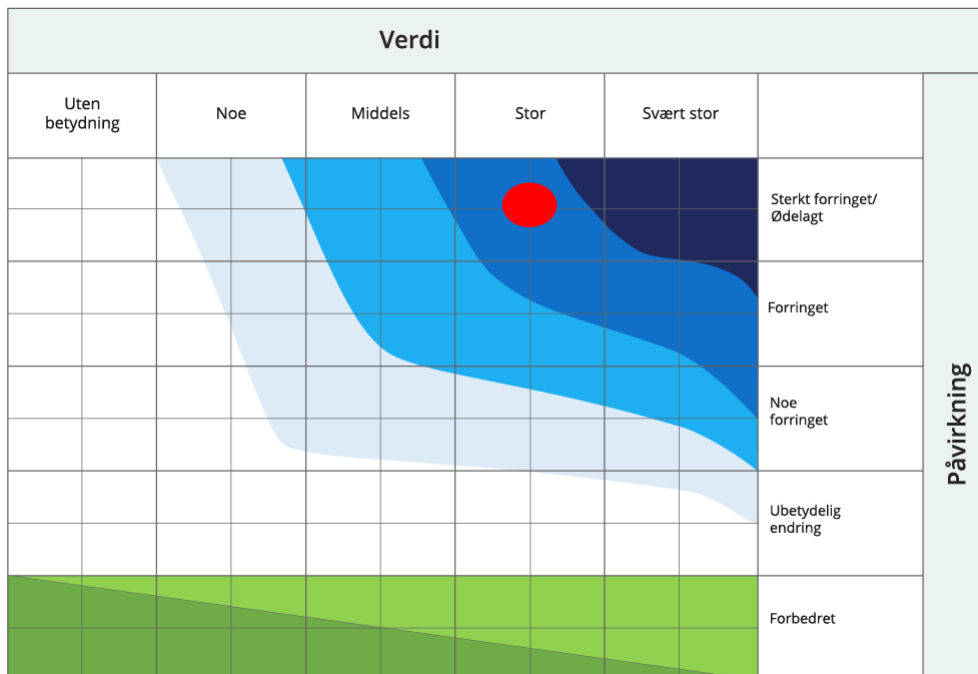 Verdi
Uten
betydning
Noe
Middels
Stor
Svært stor
Sterkt forringet/
Ødelagt
Forringet
Noe
forringet
Ubetydelig
endring
Forbedret
Påvirkning